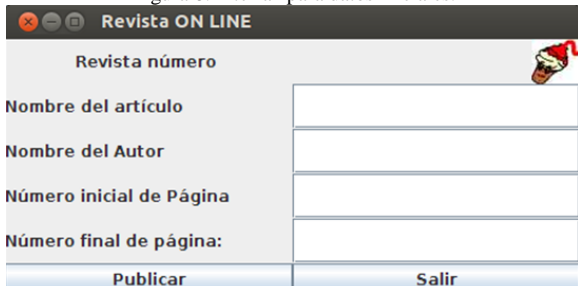 Revista ON LINE
Revista número
Nombre del artículo
Nombre del Autor
Número inicial de Página
Número final de página:
Publicar
Salir